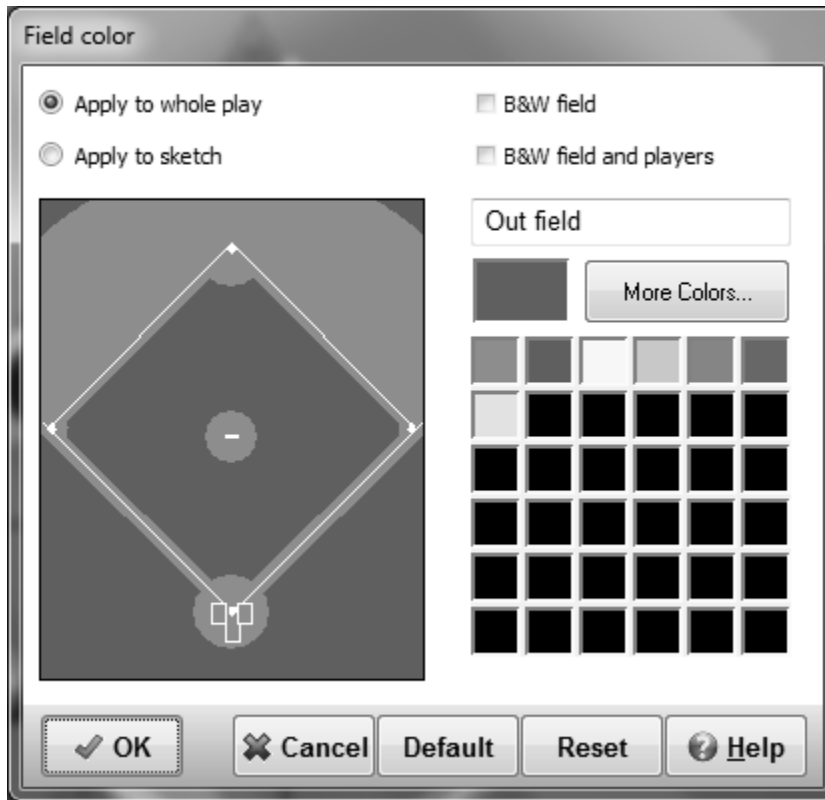 Field color
Apply to whole play
B&W field
Apply to sketch
B&W field and players
Out field
More Colors...
OK
Cancel
Default
Reset
Help